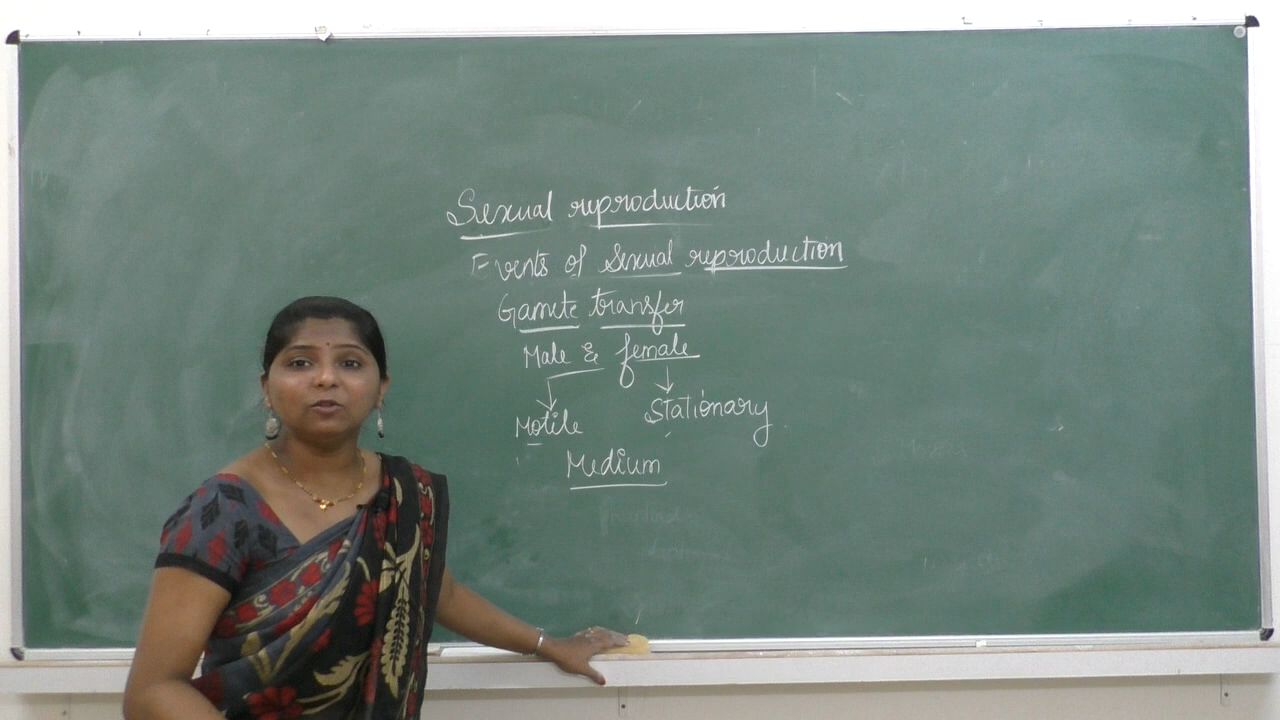 Sexual reproduction
Events of Sexual reproduction
Gamete transfer
Male & female
Motile Stationary
Medium